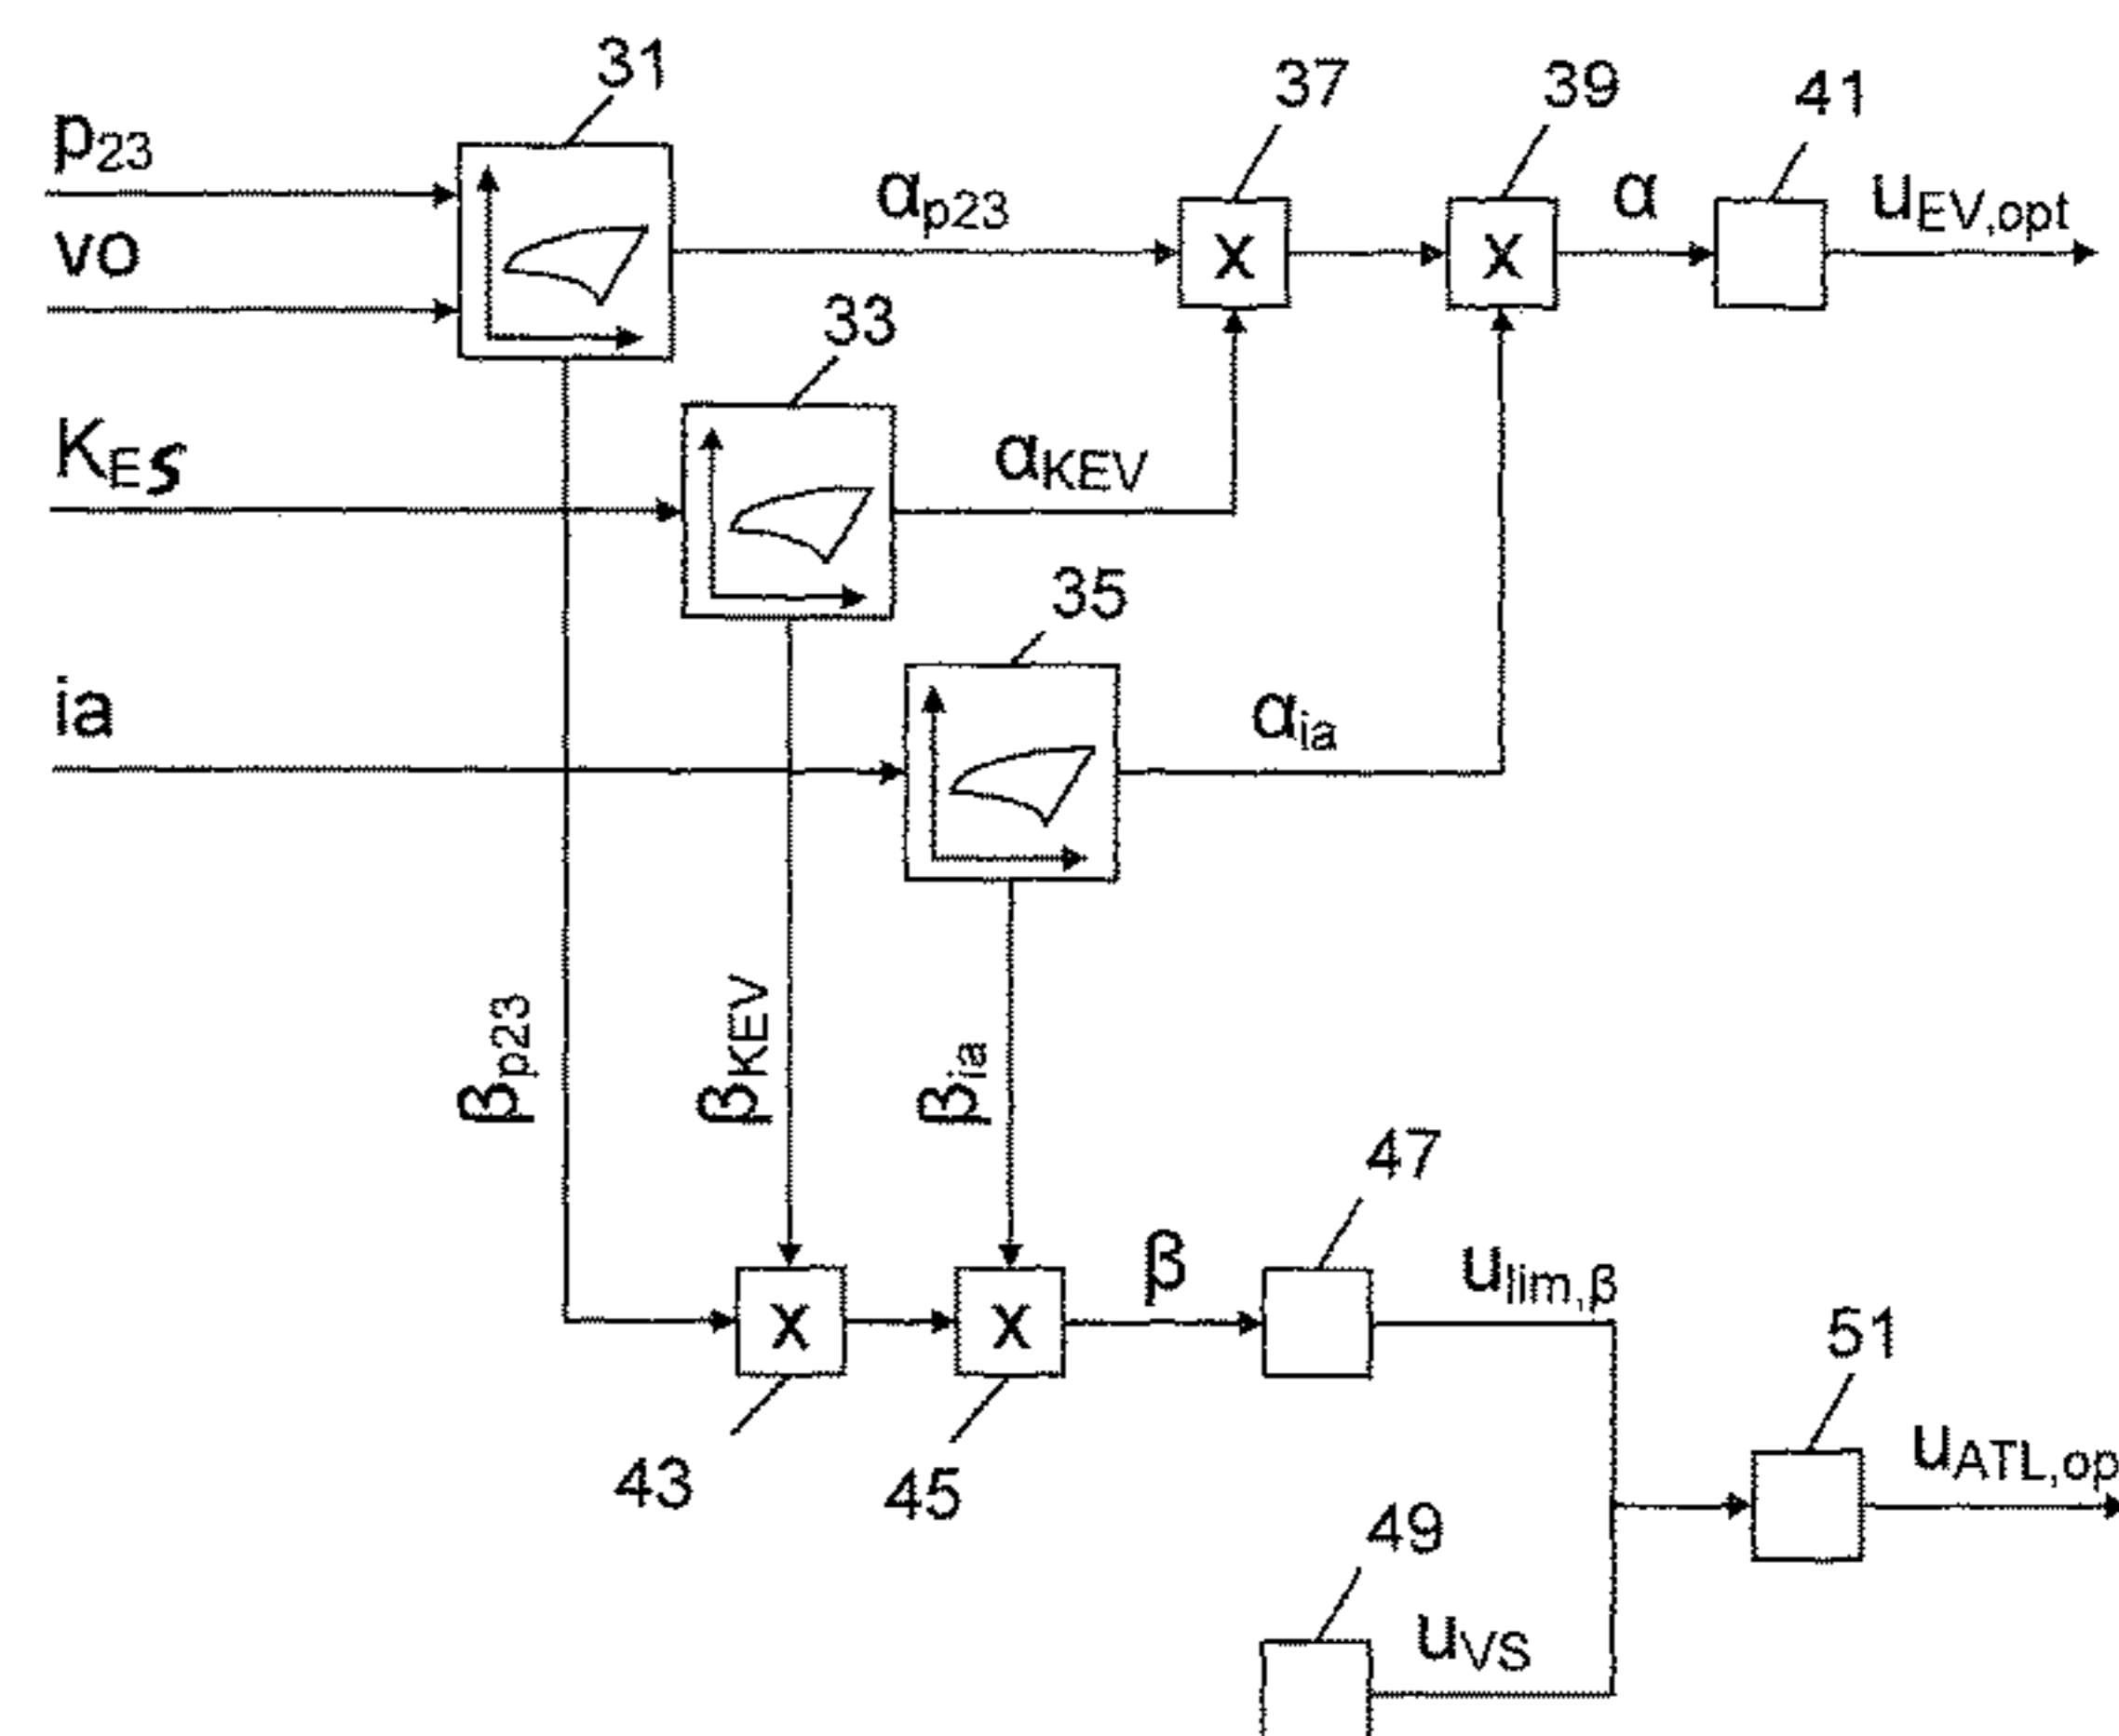 31
37
39
41
p23
αp23
α
uEV,opt
vo
x
x
33
KES
αKEV
35
ia
αia
βp23
βKEV
βia
47
β
ulim,β
x
x
51
43
45
uATL,op
49
uVS